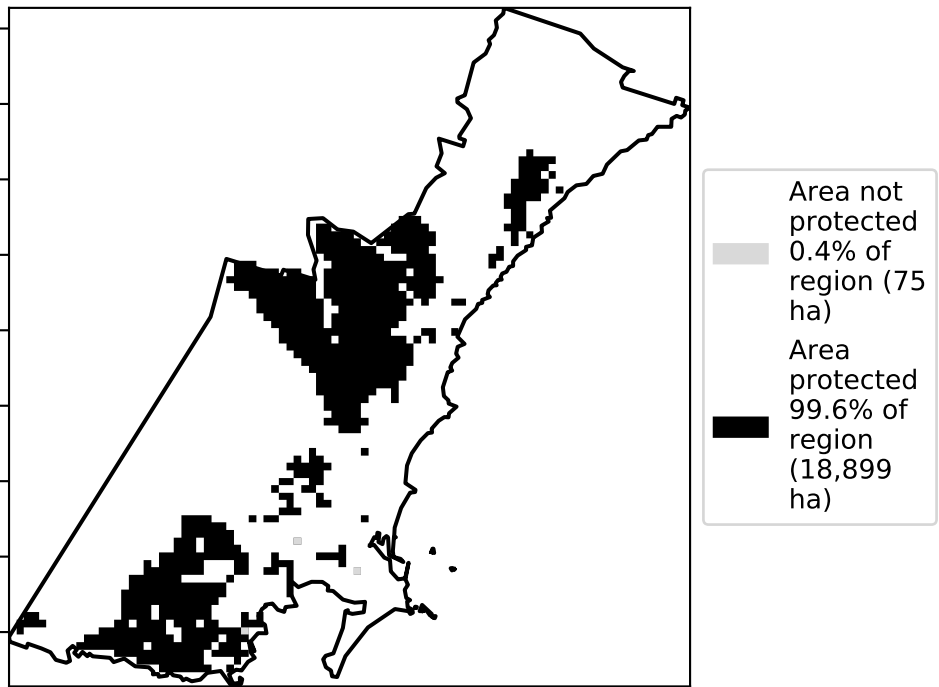 Area not
protected
0.4% of
region (75
ha)
Area
protected
99.6% of
region
(18,899
ha)